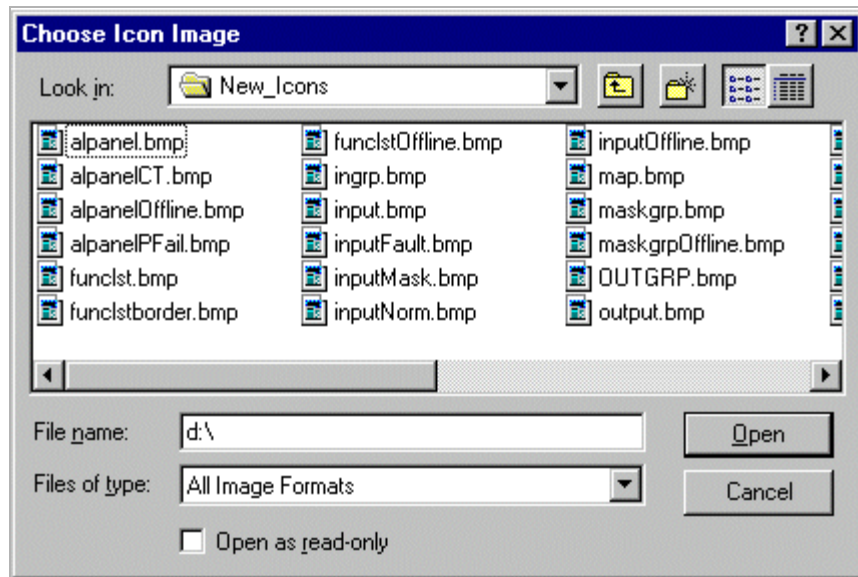 Choose Icon Image
Look in: New_Icons
alpanel.bmp funclstOffline.bmp inputOffline.bmp
alpanelCT.bmp ingrp.bmp map.bmp
alpanelOffline.bmp input.bmp maskgrp.bmp
alpanelPFail.bmp inputFault.bmp maskgrpOffline.bmp
funclst.bmp inputMask.bmp OUTGRP.bmp
funclstborder.bmp inputNorm.bmp output.bmp
File name: d:\ Open
Files of type: All Image Formats Cancel
Open as read-only